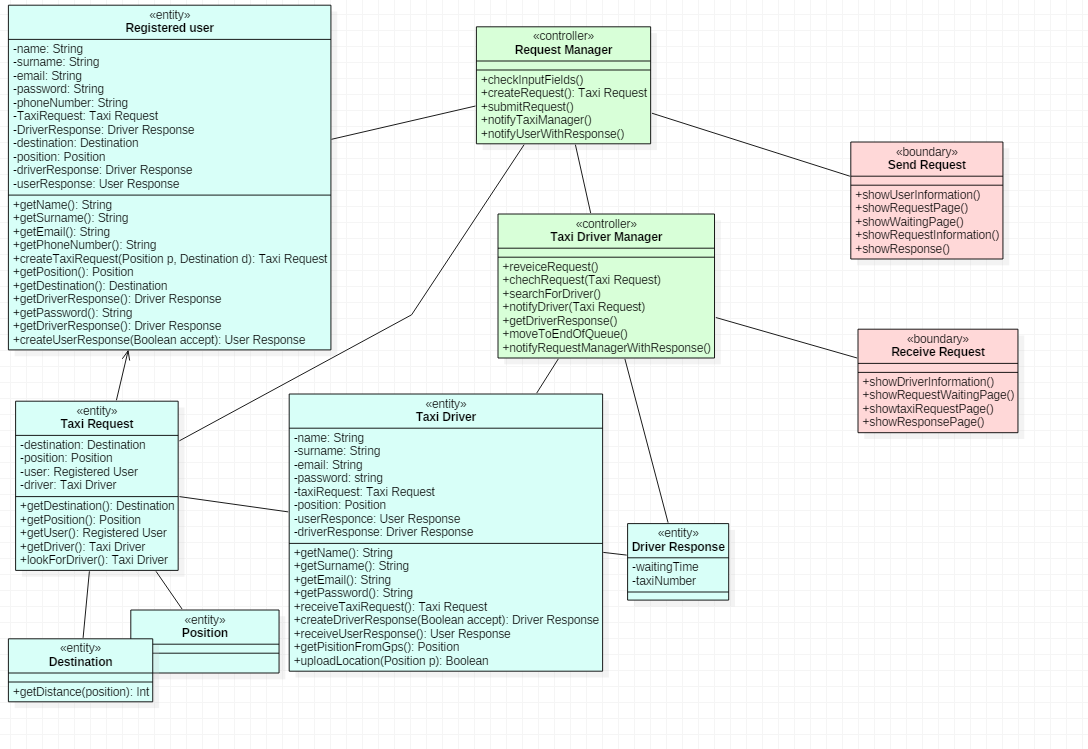 «entity»
Registered user
-name: String
-surname: String
-email: String
-password: String
-phoneNumber: String
-TaxiRequest: Taxi Request
-DriverResponse: Driver Response
-destination: Destination
-position: Position
-driverResponse: Driver Response
-userResponse: User Response
+getName(): String
+getSurname(): String
+getEmail(): String
+getPhoneNumber(): String
+createTaxiRequest(Position p, Destination d): Taxi Request
+getPosition(): Position
+getDestination(): Destination
+getDriverResponse(): Driver Response
+getPassword(): String
+getDriverResponse(): Driver Response
+createUserResponse(Boolean accept): User Response
«controller»
Request Manager
+checkInputFields()
+createRequest(): Taxi Request
+submitRequest()
+notifyTaxiManager()
+notifyUserWithResponse()
«boundary»
Send Request
+showUserInformation()
+showRequestPage()
+showWaitingPage()
+showRequestInformation()
+showResponse()
«controller»
Taxi Driver Manager
+reveiceRequest()
+chechRequest(Taxi Request)
+searchForDriver()
+notifyDriver(Taxi Request)
+getDriverResponse()
+moveToEndOfQueue()
+notifyRequestManagerWithResponse()
«boundary»
Receive Request
+showDriverInformation()
+showRequestWaitingPage()
+showtaxiRequestPage()
+showResponsePage()
«entity»
Taxi Request
-destination: Destination
-position: Position
-user: Registered User
-driver: Taxi Driver
+getDestination(): Destination
+getPosition(): Position
+getUser(): Registered User
+getDriver(): Taxi Driver
+lookForDriver(): Taxi Driver
«entity»
Taxi Driver
-name: String
-surname: String
-email: String
-password: string
-taxiRequest: Taxi Request
-position: Position
-userResponce: User Response
-driverResponse: Driver Response
+getName(): String
+getSurname(): String
+getEmail(): String
+getPassword(): String
+receiveTaxiRequest(): Taxi Request
+createDriverResponse(Boolean accept): Driver Response
+receiveUserResponse(): User Response
+getPisitionFromGps(): Position
+uploadLocation(Position p): Boolean
«entity»
Driver Response
-waitingTime
-taxiNumber
«entity»
Position
«entity»
Destination
+getDistance(position): Int